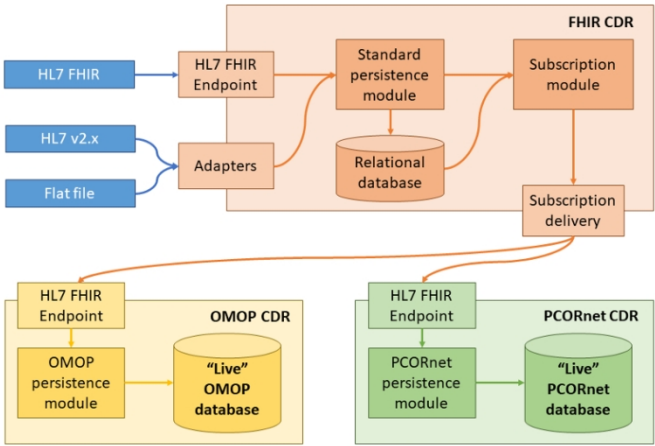 FHIR CDR
HL7 FHIR
HL7 FHIR
Endpoint
Standard
persistence
module
Subscription
module
HL7 v2.x
Flat file
Adapters
Relational
database
Subscription
delivery
HL7 FHIR
Endpoint
OMOP CDR
OMOP
persistence
module
“Live”
OMOP
database
HL7 FHIR
Endpoint
PCORnet CDR
PCORnet
persistence
module
“Live”
PCORnet
database